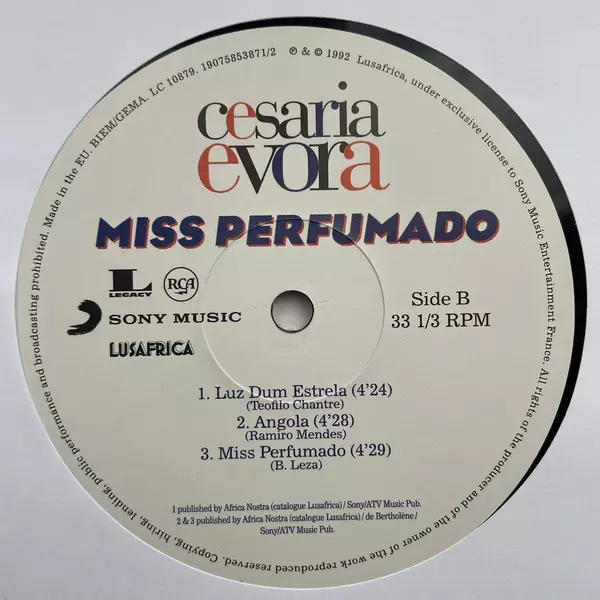 Copying, hiring, lending, public performance and broadcasting prohibited. Made in the EU. BIEM/GEMA. LC 10879. 19075853871/2 ℗ & © 1992 Lusafrica, under exclusive license to Sony Music Entertainment France. All rights of the producer and of the owner of the work reproduced reserved.
cesaria
evora
MISS PERFUMADO
L
LEGACY
RCA
SONY MUSIC
LUSAFRICA
Side B
33 1/3 RPM
1. Luz Dum Estrela (4'24)
(Teofilo Chantre)
2. Angola (4'28)
(Ramiro Mendes)
3. Miss Perfumado (4'29)
(B. Leza)
1 published by Africa Nostra (catalogue Lusafrica) / Sony/ATV Music Pub.
2 & 3 published by Africa Nostra (catalogue Lusafrica) / de Bertholène /
Sony/ATV Music Pub.